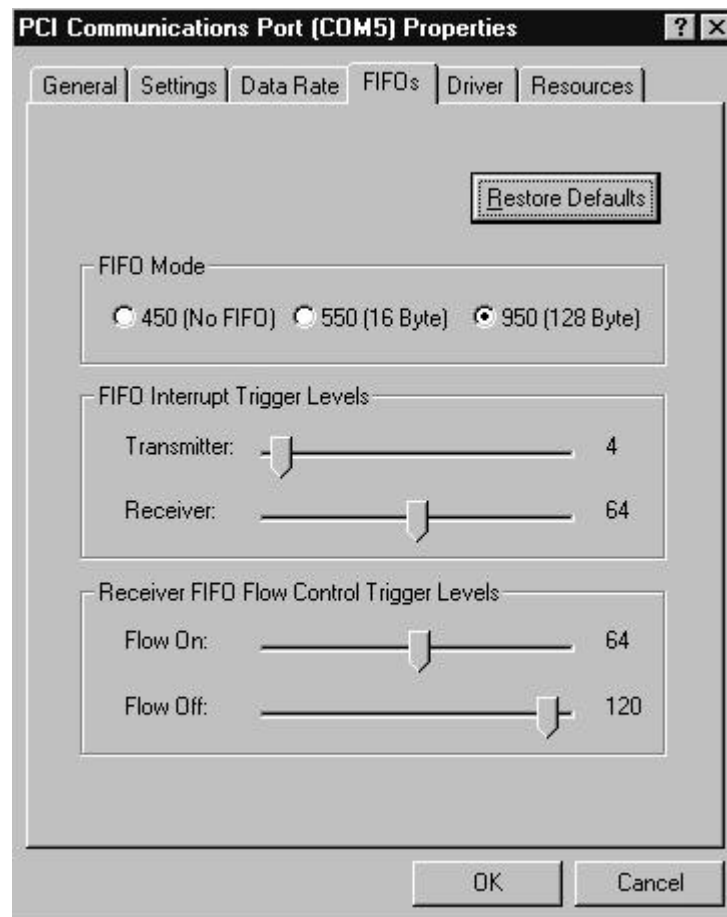 PCI Communications Port (COM5) Properties
General Settings Data Rate FIFOs Driver Resources
Restore Defaults
FIFO Mode
450 (No FIFO) 550 (16 Byte) 950 (128 Byte)
FIFO Interrupt Trigger Levels
Transmitter: 4
Receiver: 64
Receiver FIFO Flow Control Trigger Levels
Flow On: 64
Flow Off: 120
OK Cancel